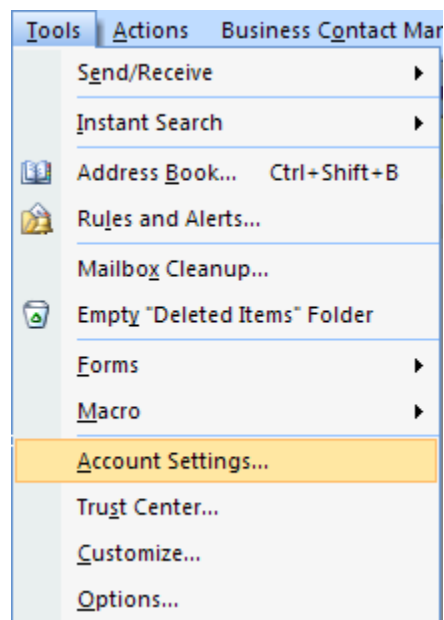 Tools Actions Business Contact Mar
Send/Receive
Instant Search
Address Book... Ctrl+Shift+B
Rules and Alerts...
Mailbox Cleanup...
Empty "Deleted Items" Folder
Forms
Macro
Account Settings...
Trust Center...
Customize...
Options...